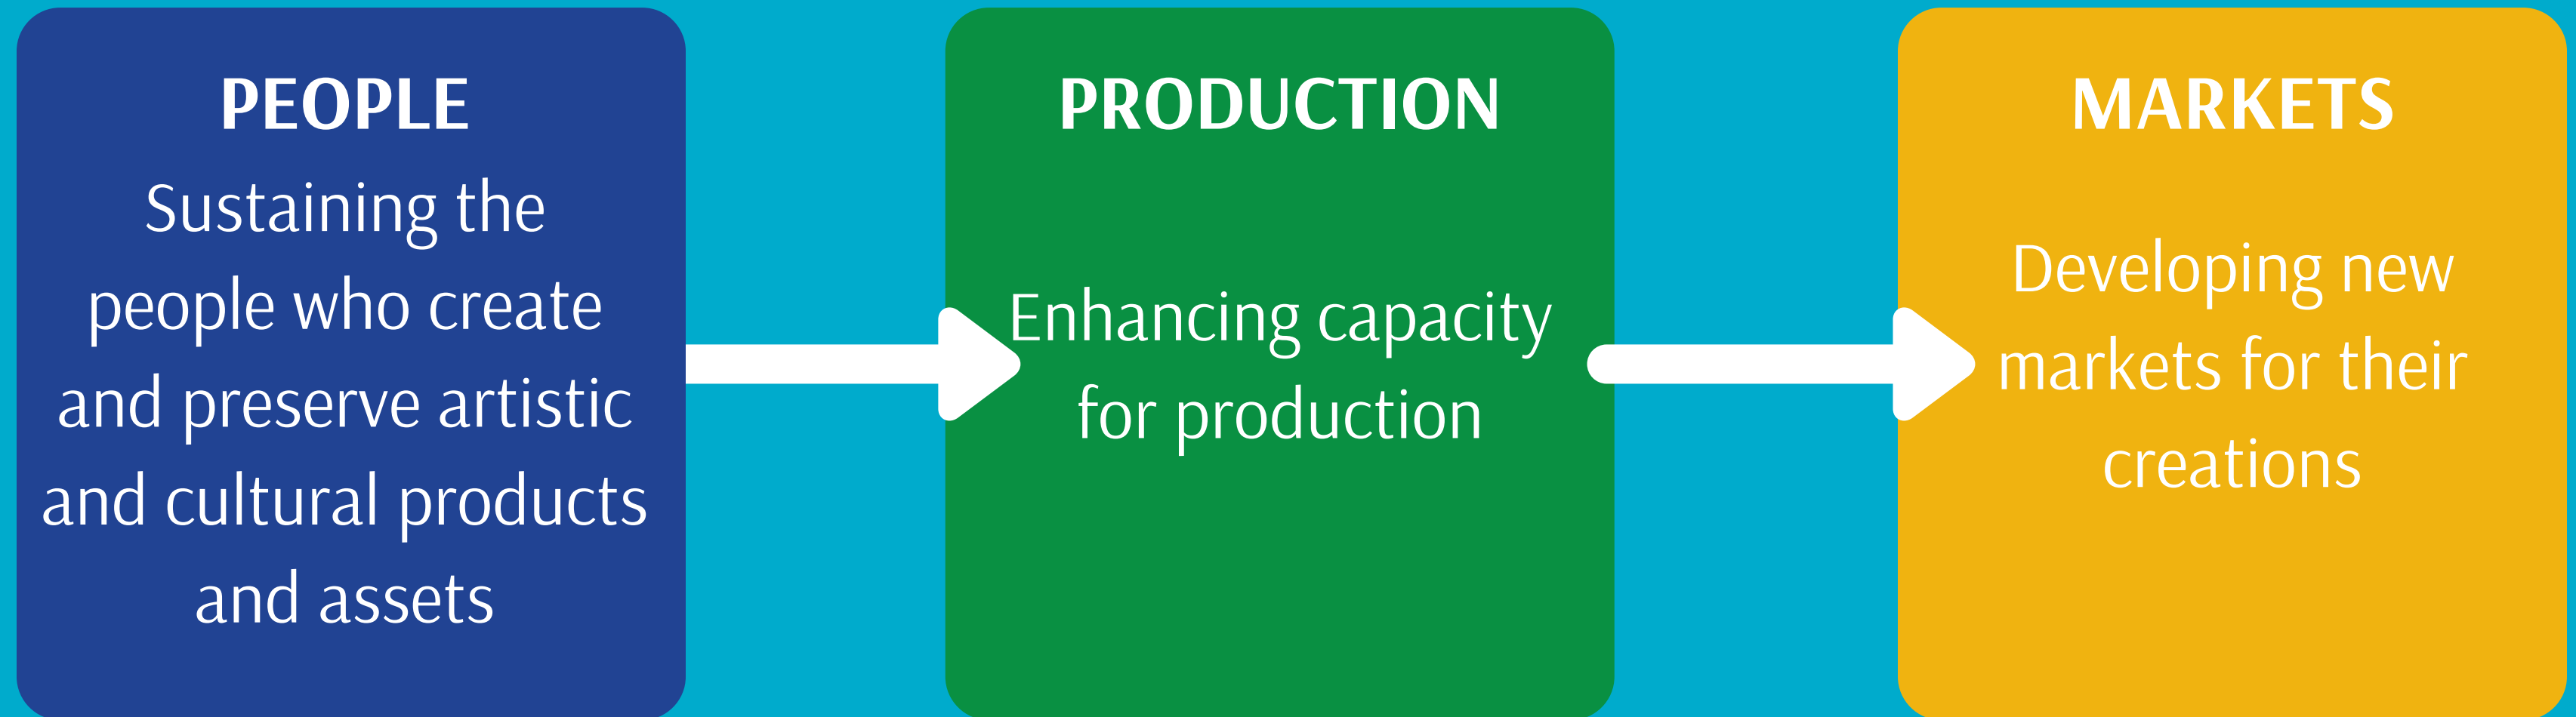 PEOPLE
Sustaining the
people who create
and preserve artistic
and cultural products
and assets
PRODUCTION
Enhancing capacity
for production
MARKETS
Developing new
markets for their
creations